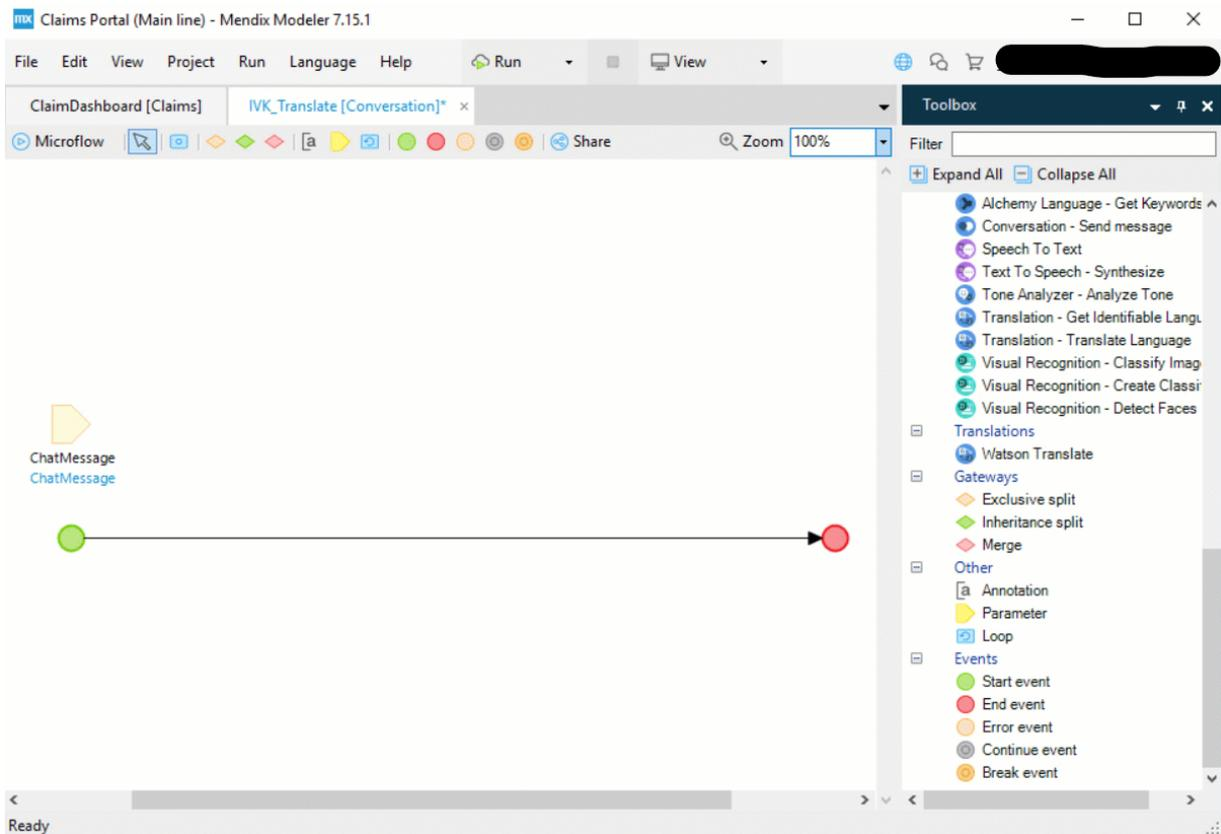 mx Claims Portal (Main line) - Mendix Modeler 7.15.1
File Edit View Project Run Language Help Run View
ClaimDashboard [Claims] IVK_Translate [Conversation]* × Toolbox
Microflow [a Share Zoom 100% Filter
Expand All Collapse All
Alchemy Language - Get Keywords
Conversation - Send message
Speech To Text
Text To Speech - Synthesize
Tone Analyzer - Analyze Tone
Translation - Get Identifiable Langu
Translation - Translate Language
Visual Recognition - Classify Imag
Visual Recognition - Create Classi
Visual Recognition - Detect Faces
Translations
Watson Translate
Gateways
Exclusive split
Inheritance split
Merge
Other
[a Annotation
Parameter
Loop
Events
Start event
End event
Error event
Continue event
Break event
ChatMessage
ChatMessage
Ready